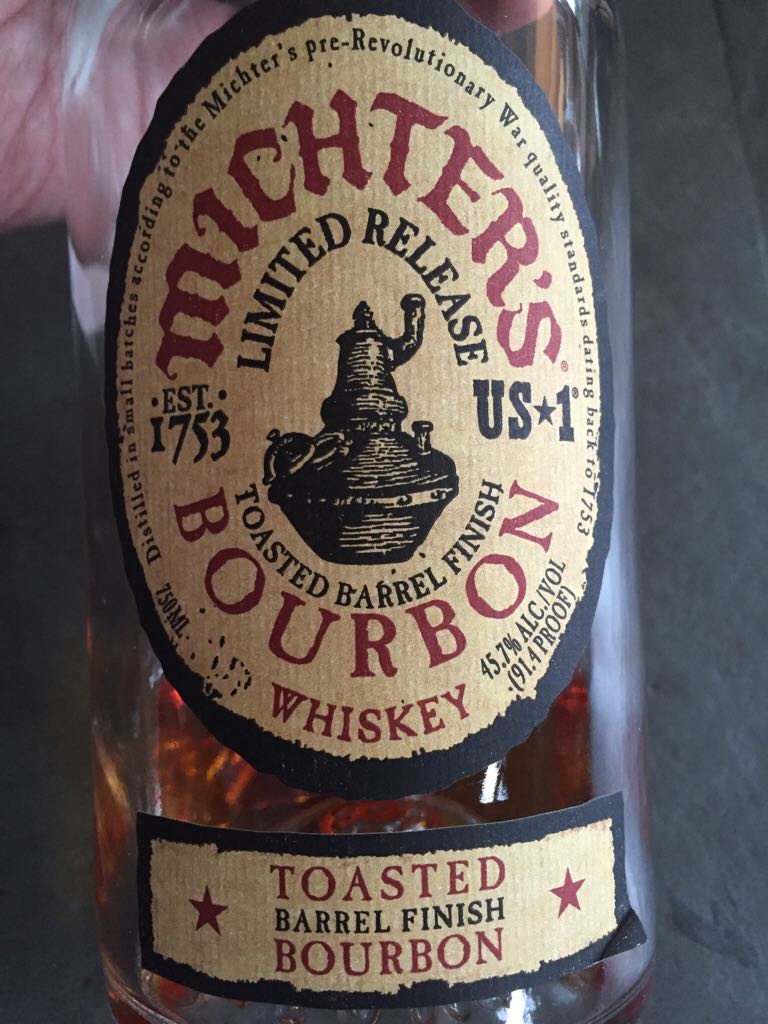 Distilled in small batches according to the Michter's pre-Revolutionary War quality standards dating back to 1753
MICHTER'S®
LIMITED RELEASE
·EST.·
1753
US★1®
TOASTED BARREL FINISH
BOURBON
WHISKEY
750ML
45.7% ALC./VOL
(91.4 PROOF)
TOASTED
BARREL FINISH
BOURBON